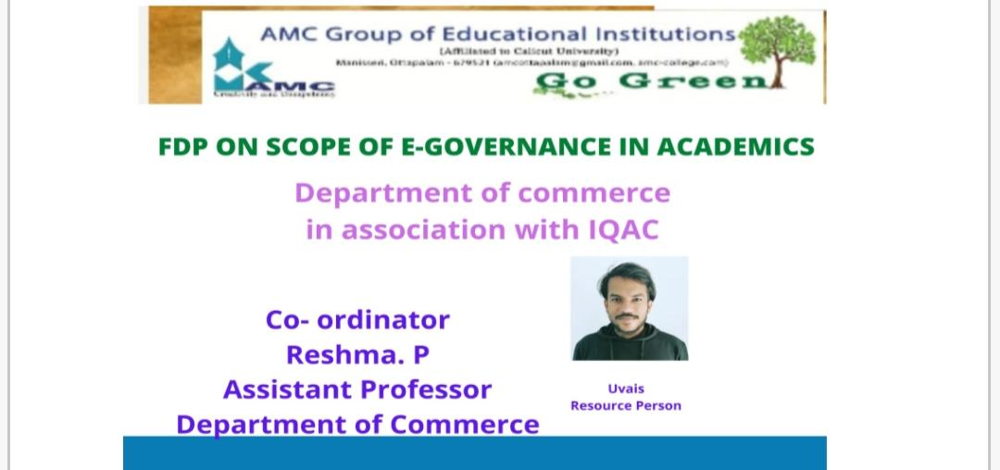 AMC Group of Educational Institutions
(Affiliated to Calicut University)
Manisseri, Ottapalam - 679521 (amcottapalam@gmail.com, amc-college.com)
AMC
Go Green
FDP ON SCOPE OF E-GOVERNANCE IN ACADEMICS
Department of commerce
in association with IQAC
Co- ordinator
Reshma. P
Assistant Professor
Department of Commerce
Uvais
Resource Person